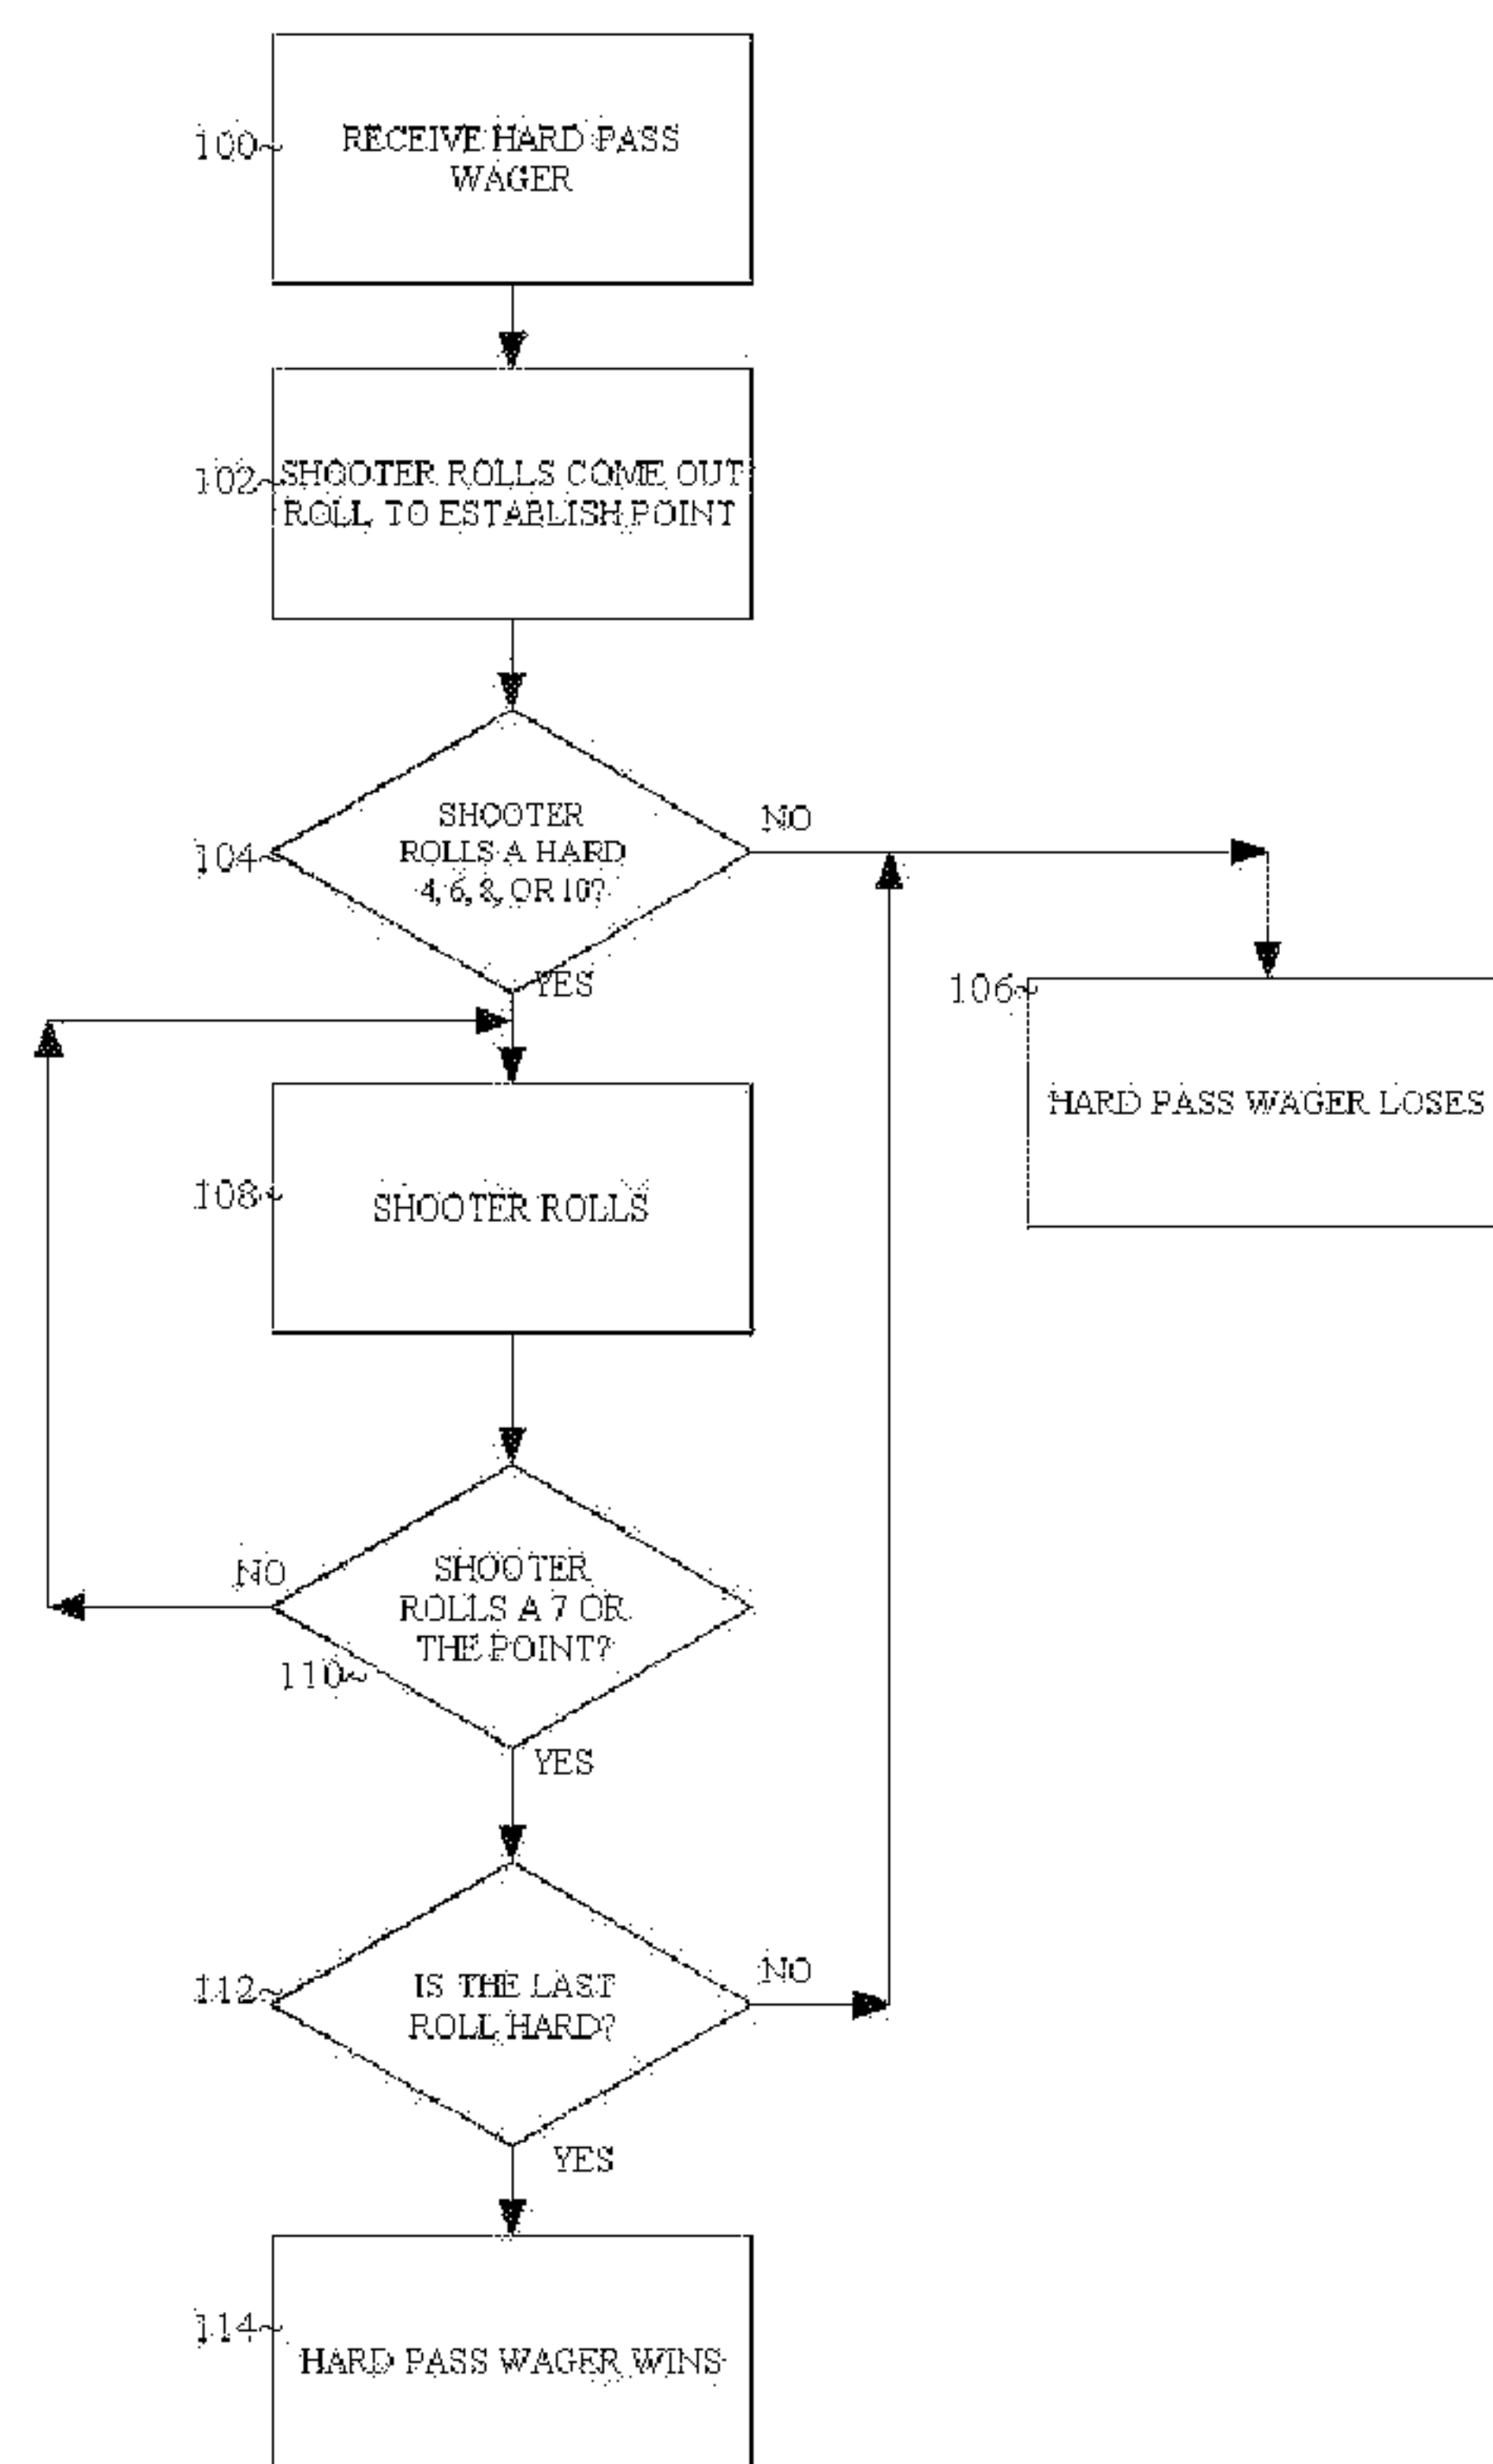 100
RECEIVE HARD PASS
WAGER
102
SHOOTER ROLLS COME OUT
ROLL TO ESTABLISH POINT
104
SHOOTER
ROLLS A HARD
4, 6, 8, OR 10?
NO
YES
106
HARD PASS WAGER LOSES
108
SHOOTER ROLLS
NO
SHOOTER
ROLLS A 7 OR
THE POINT?
110
YES
112
IS THE LAST
ROLL HARD?
NO
YES
114
HARD PASS WAGER WINS